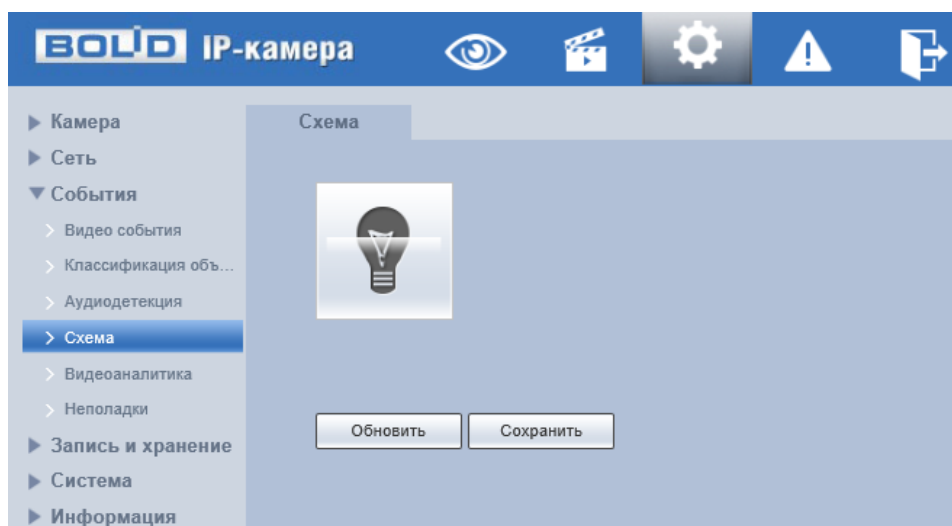 BOLID IP-камера
Камера
Сеть
События
Видео события
Классификация объ...
Аудиодетекция
Схема
Видеоаналитика
Неполадки
Запись и хранение
Система
Информация
Схема
Обновить Сохранить